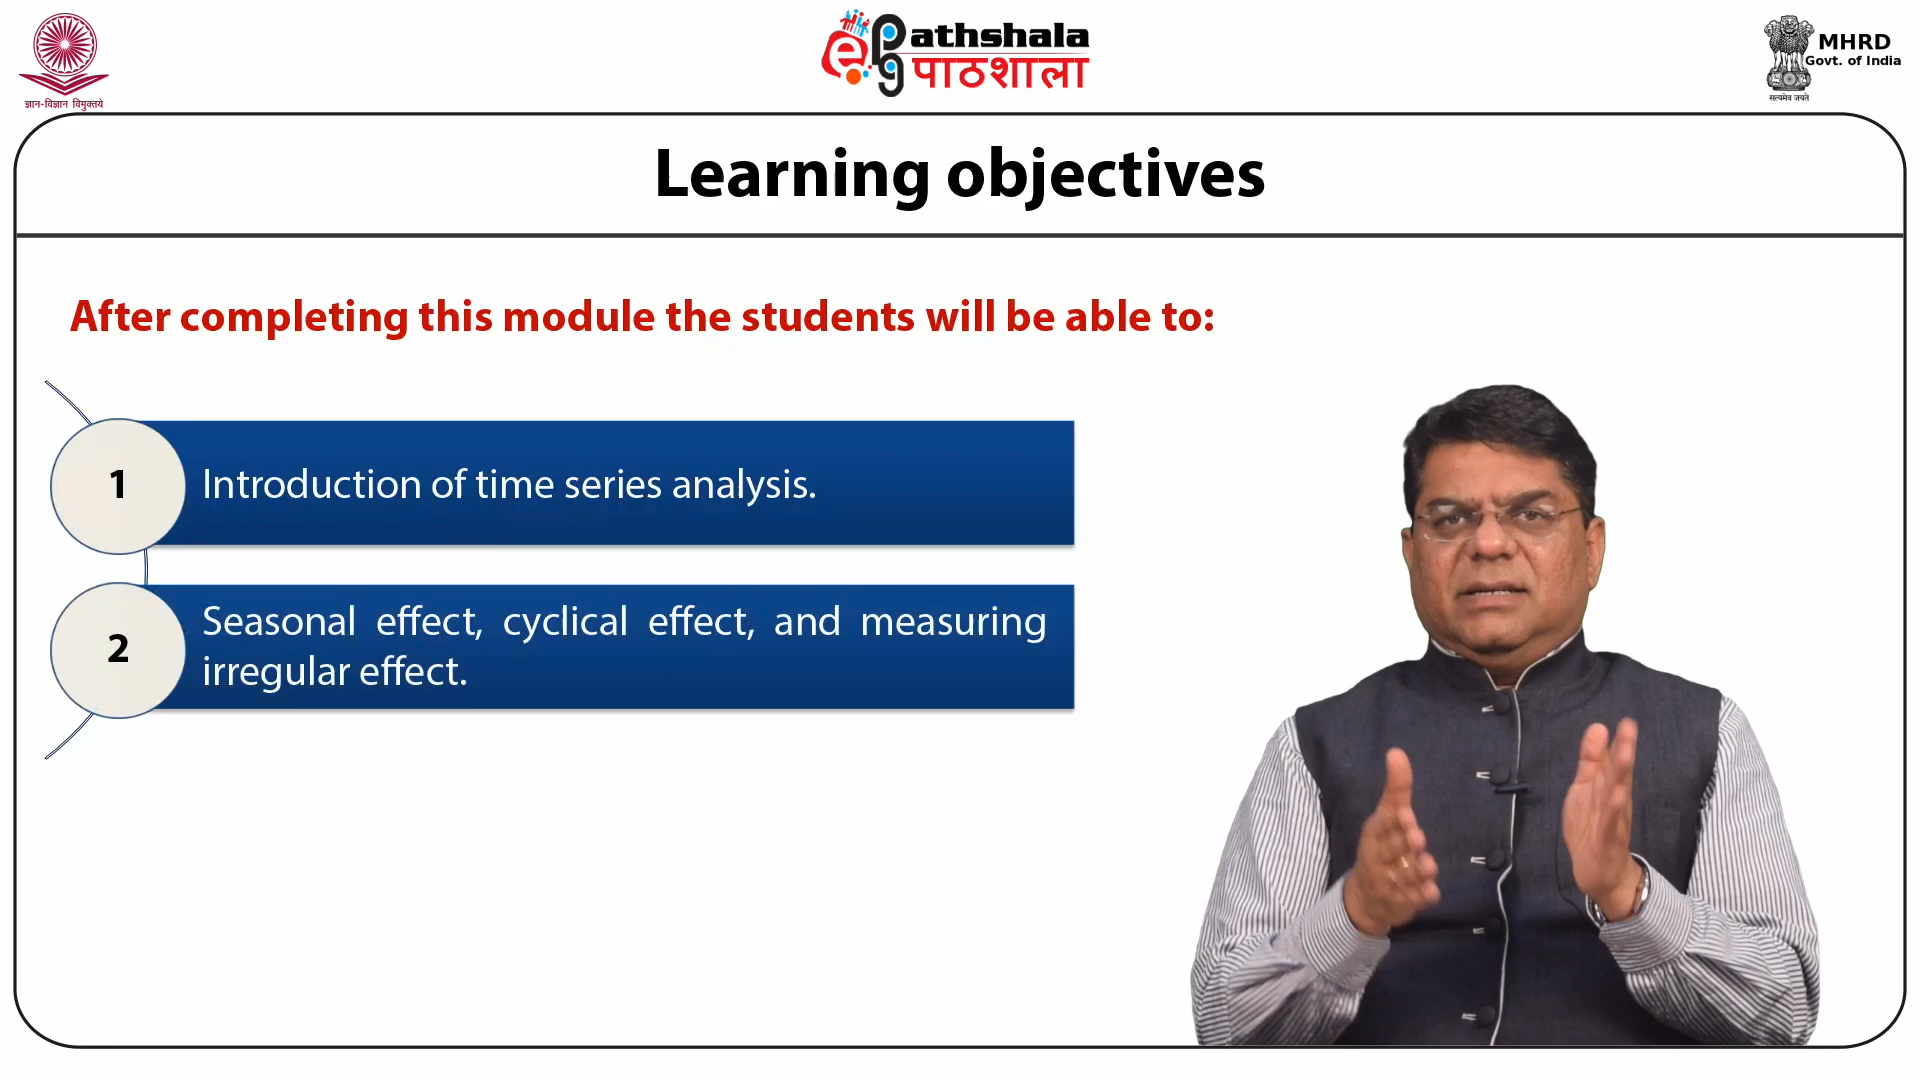 ज्ञान-विज्ञान विमुक्तये
ePathshala
पाठशाला
MHRD
Govt. of India
सत्यमेव जयते
Learning objectives
After completing this module the students will be able to:
1
Introduction of time series analysis.
2
Seasonal effect, cyclical effect, and measuring
irregular effect.